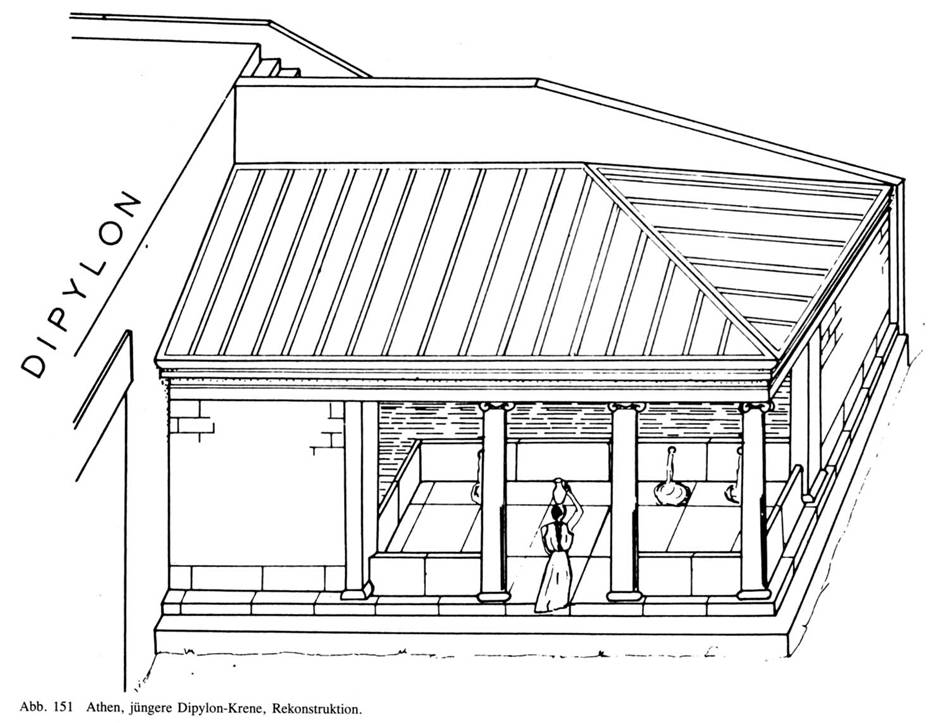 DIPYLON
Abb. 151 Athen, jüngere Dipylon-Krene, Rekonstruktion.